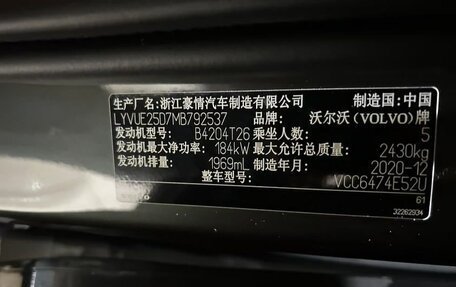 生产厂名:浙江豪情汽车制造有限公司 制造国:中国
LYVUE25D7MB792537 品牌: 沃尔沃(VOLVO)牌
发动机型号: B4204T26 乘坐人数: 5
发动机最大净功率: 184kW 最大允许总质量: 2430kg
发动机排量: 1969mL 制造年月: 2020-12
整车型号: VCC6474E52U
61
32262934